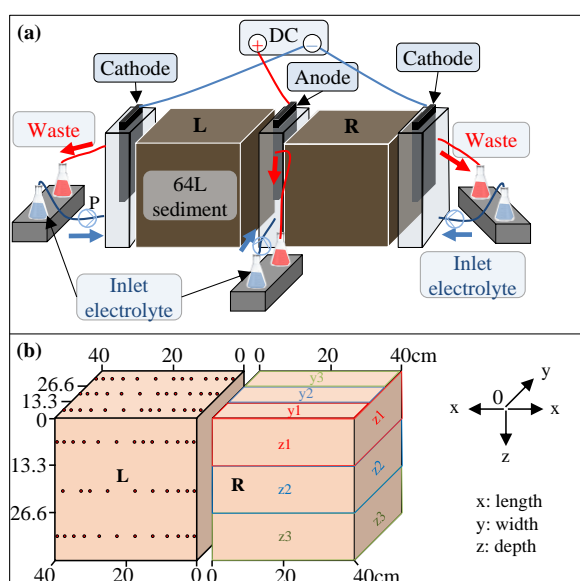 (a)
DC
+
−
Cathode
Anode
Cathode
L
R
Waste
Waste
64L
sediment
P
Inlet
electrolyte
Inlet
electrolyte
(b)
40 20 0 0 20 40cm
26.6
13.3
0
y3
y2
y1
z1
z1
L
13.3
R
z2
z2
26.6
z3
z3
40 20 0 0 20 40cm
y
0
x x
z
x: length
y: width
z: depth